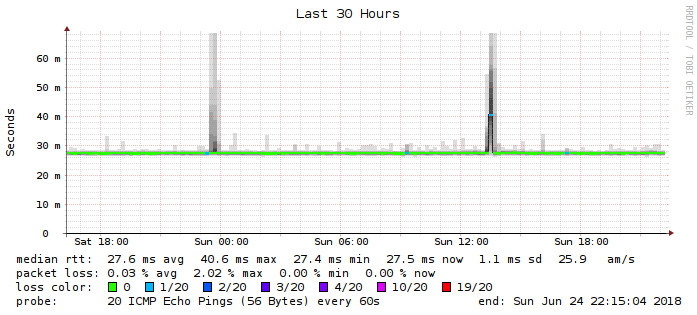 Last 30 Hours
RRDTOOL / TOBI OETIKER
Seconds
60 m
50 m
40 m
30 m
20 m
10 m
0
Sat 18:00 Sun 00:00 Sun 06:00 Sun 12:00 Sun 18:00
median rtt: 27.6 ms avg 40.6 ms max 27.4 ms min 27.5 ms now 1.1 ms sd 25.9 am/s
packet loss: 0.03 % avg 2.02 % max 0.00 % min 0.00 % now
loss color: 0 1/20 2/20 3/20 4/20 10/20 19/20
probe: 20 ICMP Echo Pings (56 Bytes) every 60s end: Sun Jun 24 22:15:04 2018